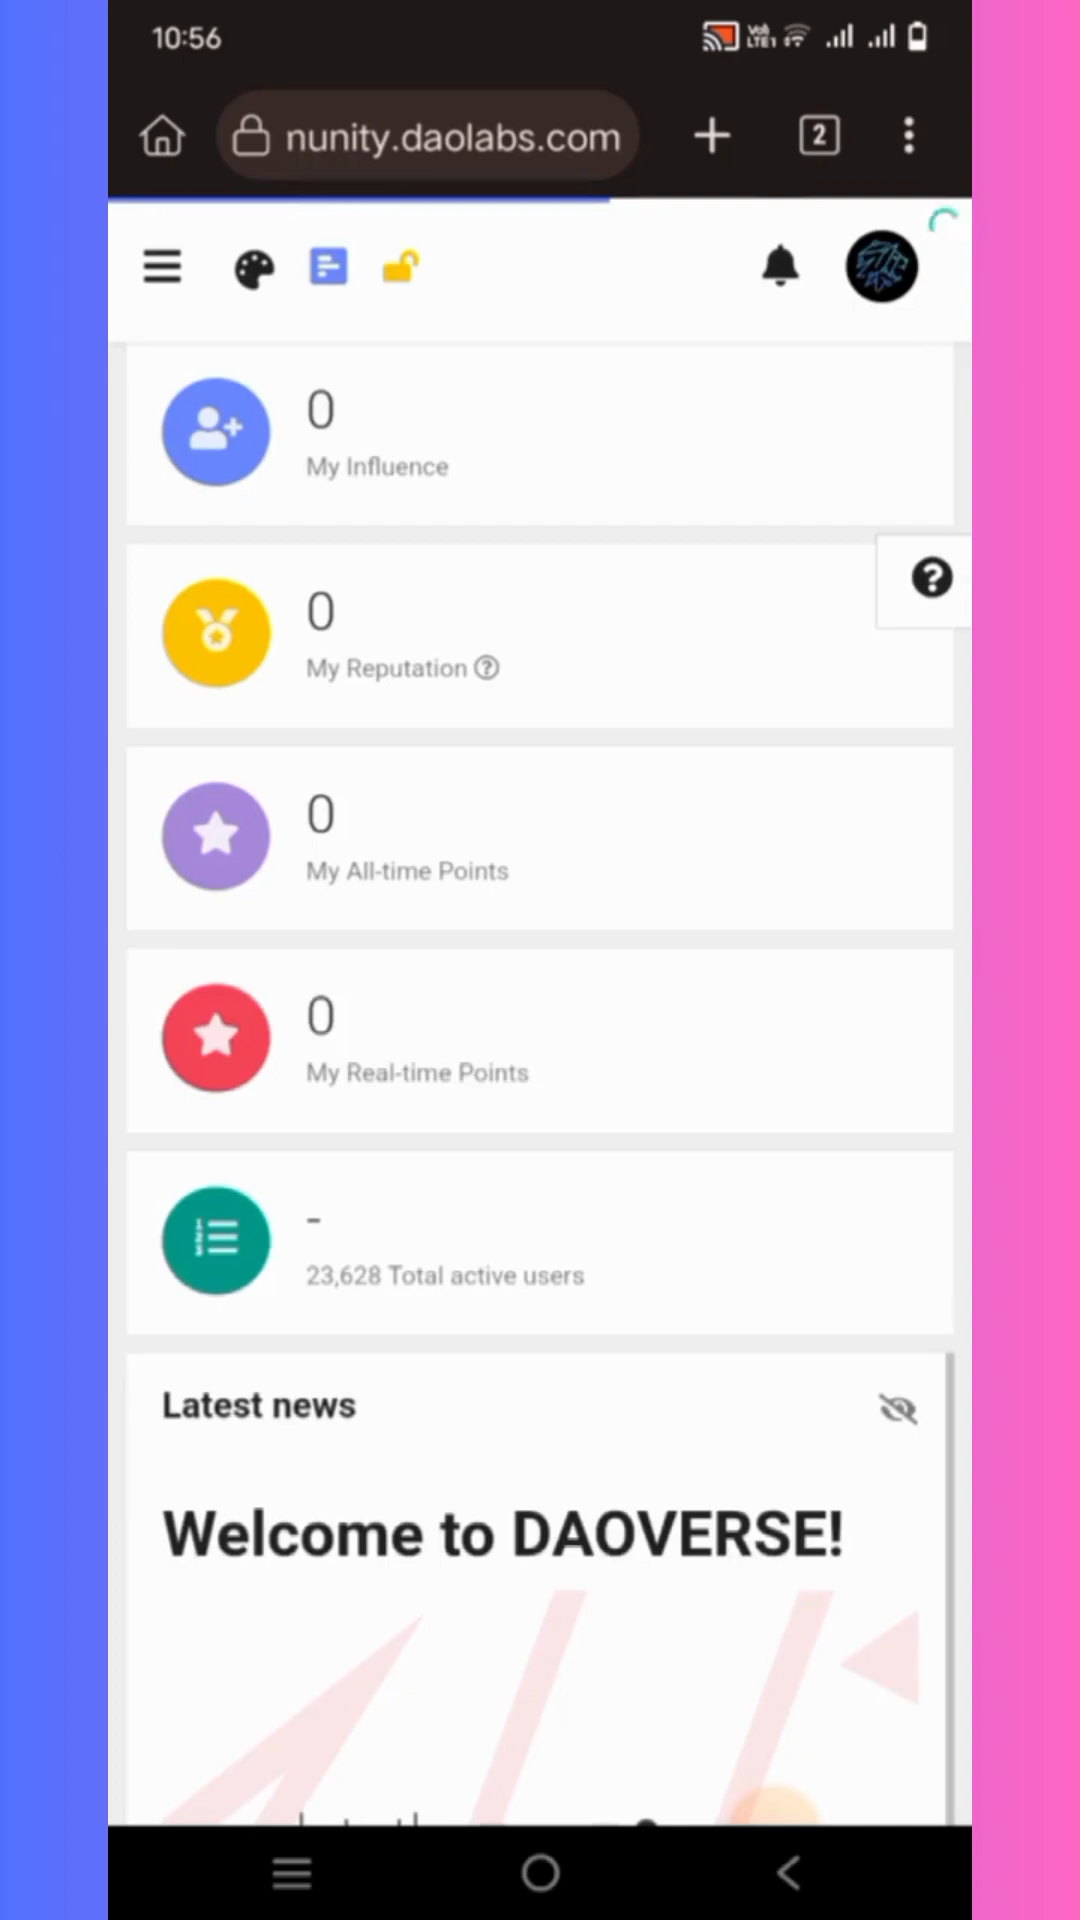 10:56
nunity.daolabs.com
2
0
My Influence
0
My Reputation
0
My All-time Points
0
My Real-time Points
-
23,628 Total active users
Latest news
Welcome to DAOVERSE!